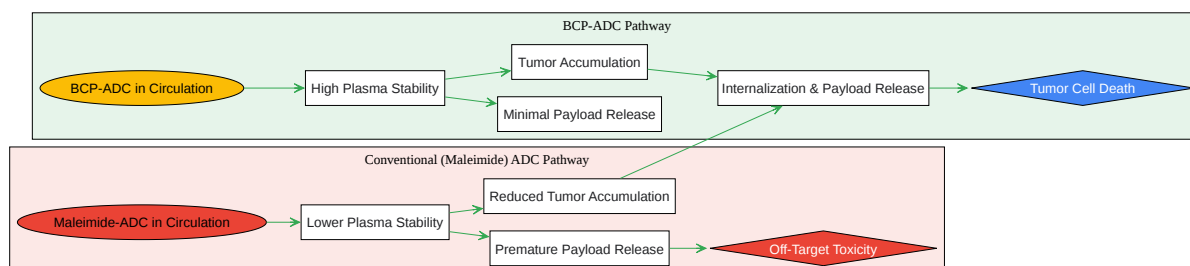 BCP-ADC Pathway
BCP-ADC in Circulation
High Plasma Stability
Tumor Accumulation
Minimal Payload Release
Internalization & Payload Release
Tumor Cell Death
Conventional (Maleimide) ADC Pathway
Maleimide-ADC in Circulation
Lower Plasma Stability
Reduced Tumor Accumulation
Premature Payload Release
Off-Target Toxicity